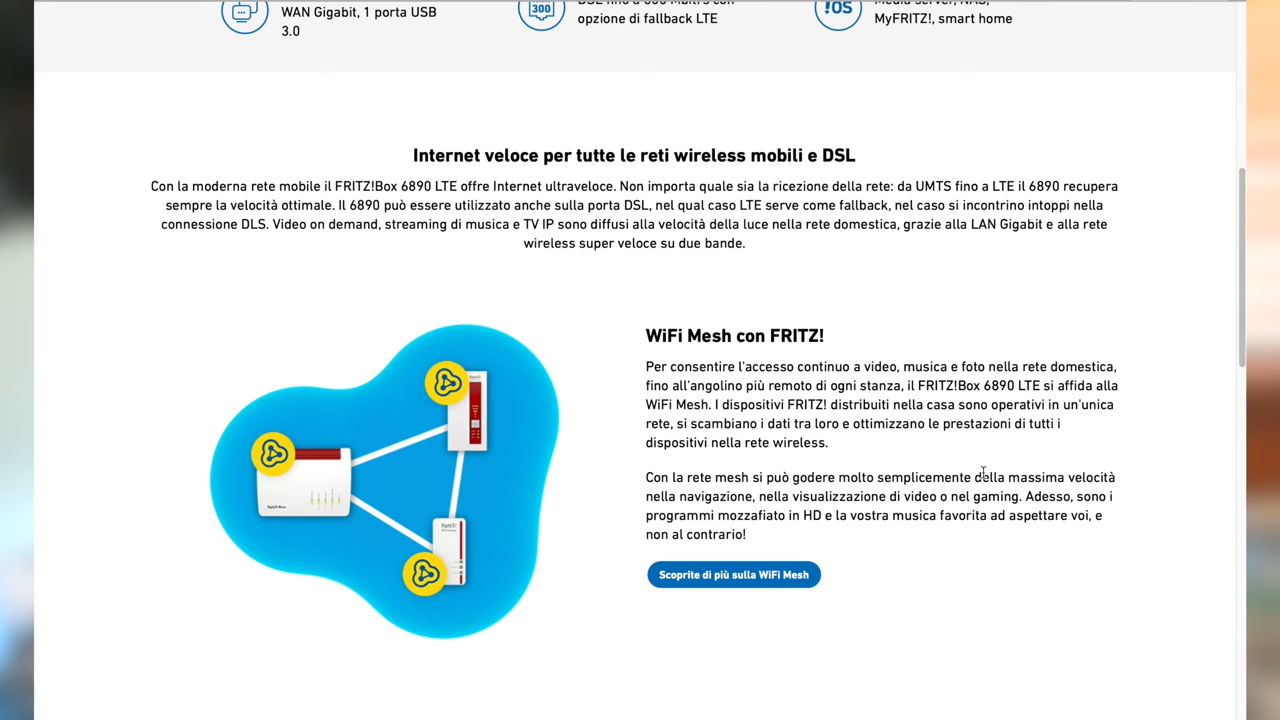 WAN Gigabit, 1 porta USB
3.0
300
opzione di fallback LTE
!OS
MyFRITZ!, smart home
Internet veloce per tutte le reti wireless mobili e DSL
Con la moderna rete mobile il FRITZ!Box 6890 LTE offre Internet ultraveloce. Non importa quale sia la ricezione della rete: da UMTS fino a LTE il 6890 recupera
sempre la velocità ottimale. Il 6890 può essere utilizzato anche sulla porta DSL, nel qual caso LTE serve come fallback, nel caso si incontrino intoppi nella
connessione DLS. Video on demand, streaming di musica e TV IP sono diffusi alla velocità della luce nella rete domestica, grazie alla LAN Gigabit e alla rete
wireless super veloce su due bande.
WiFi Mesh con FRITZ!
Per consentire l'accesso continuo a video, musica e foto nella rete domestica,
fino all'angolino più remoto di ogni stanza, il FRITZ!Box 6890 LTE si affida alla
WiFi Mesh. I dispositivi FRITZ! distribuiti nella casa sono operativi in un'unica
rete, si scambiano i dati tra loro e ottimizzano le prestazioni di tutti i
dispositivi nella rete wireless.
Con la rete mesh si può godere molto semplicemente della massima velocità
nella navigazione, nella visualizzazione di video o nel gaming. Adesso, sono i
programmi mozzafiato in HD e la vostra musica favorita ad aspettare voi, e
non al contrario!
Scoprite di più sulla WiFi Mesh